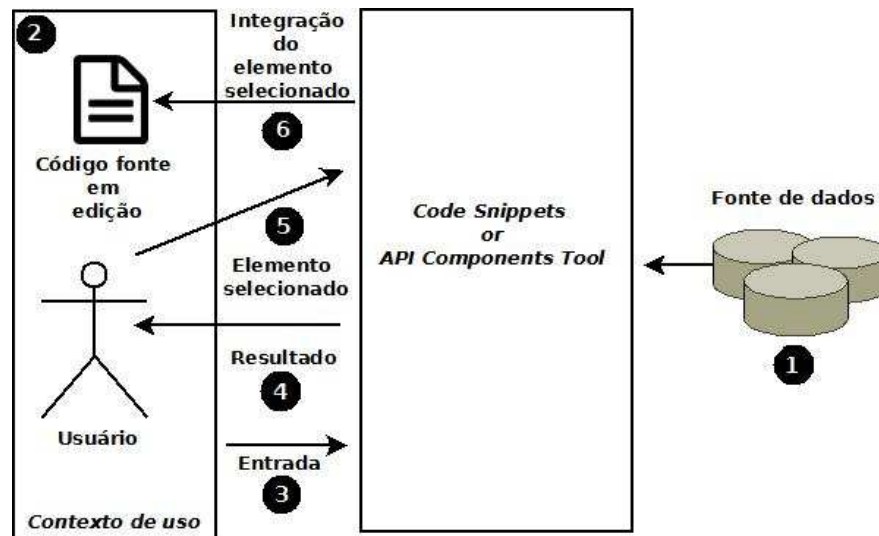 2
Integração
do
elemento
selecionado
6
Código fonte
em
edição
5
Elemento
selecionado
Resultado
4
Usuário
Entrada
3
Contexto de uso
Code Snippets
or
API Components Tool
Fonte de dados
1